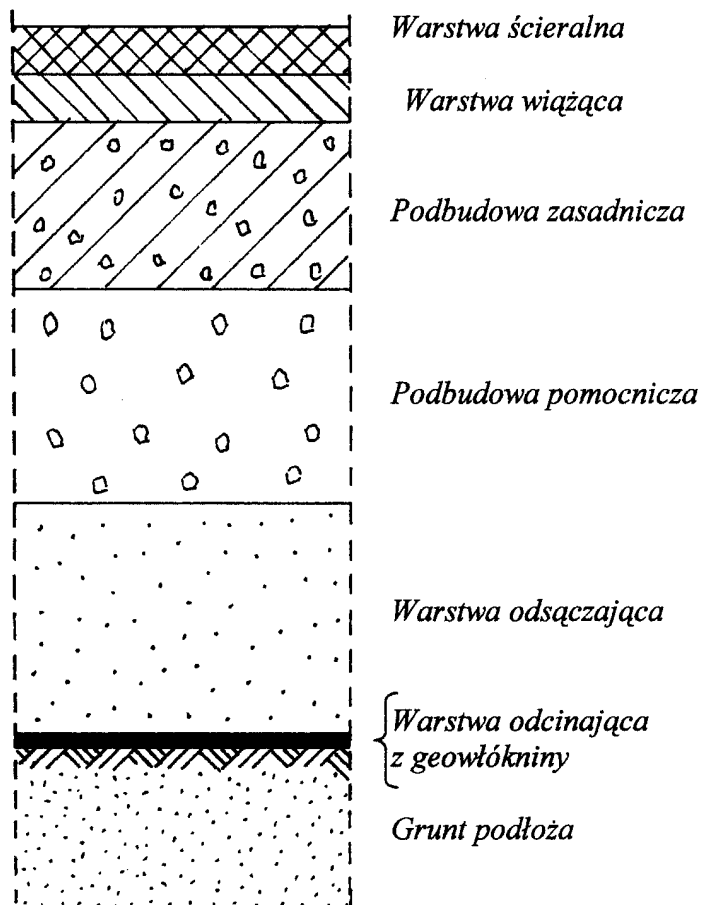 Warstwa ścieralna
Warstwa wiążąca
Podbudowa zasadnicza
Podbudowa pomocnicza
Warstwa odsączająca
Warstwa odcinająca
z geowłókniny
Grunt podłoża